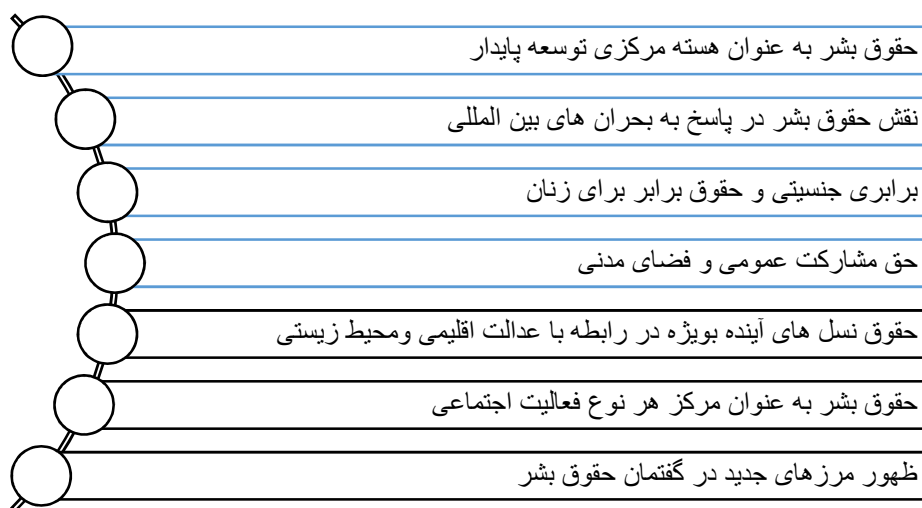 حقوق بشر به عنوان هسته مرکزی توسعه پایدار
نقش حقوق بشر در پاسخ به بحران های بین المللی
برابری جنسیتی و حقوق برابر برای زنان
حق مشارکت عمومی و فضای مدنی
حقوق نسل های آینده بویژه در رابطه با عدالت اقلیمی ومحیط زیستی
حقوق بشر به عنوان مرکز هر نوع فعالیت اجتماعی
ظهور مرزهای جدید در گفتمان حقوق بشر